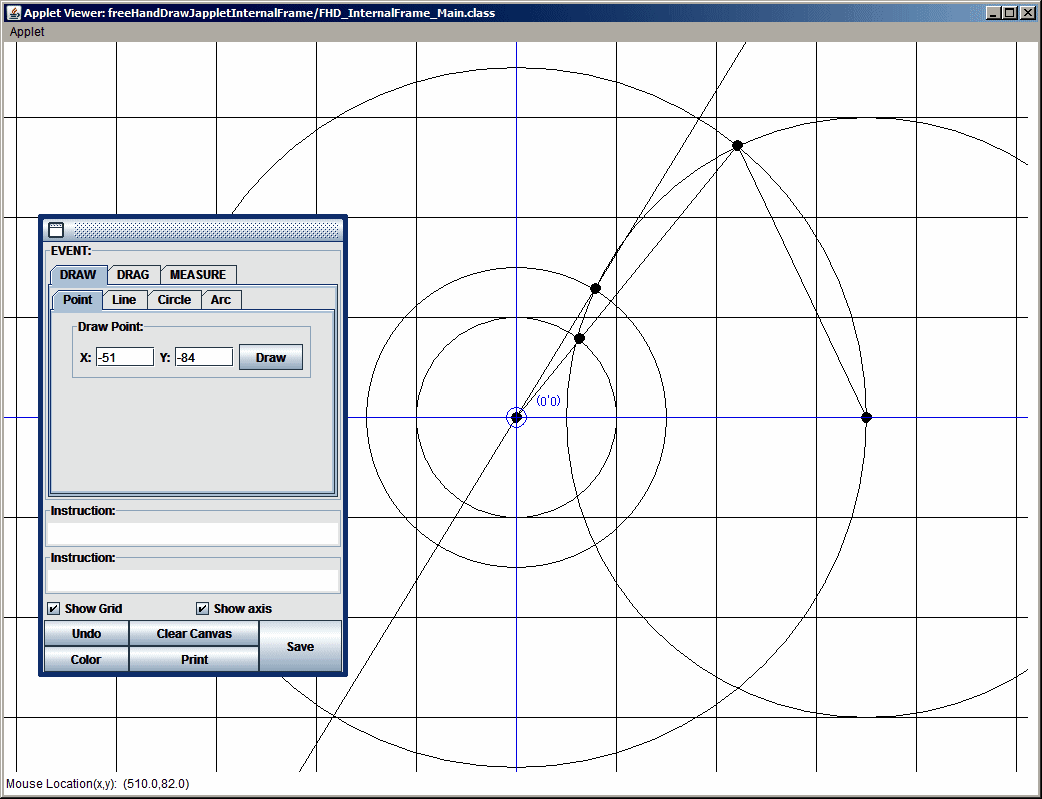 Applet Viewer: freeHandDrawJappletInternalFrame/FHD_InternalFrame_Main.class
Applet
EVENT:
DRAW DRAG MEASURE
Point Line Circle Arc
Draw Point:
X: -51 Y: -84 Draw
(0'0)
Instruction:
Instruction:
Show Grid Show axis
Undo Clear Canvas Save
Color Print
Mouse Location(x,y): (510.0,82.0)